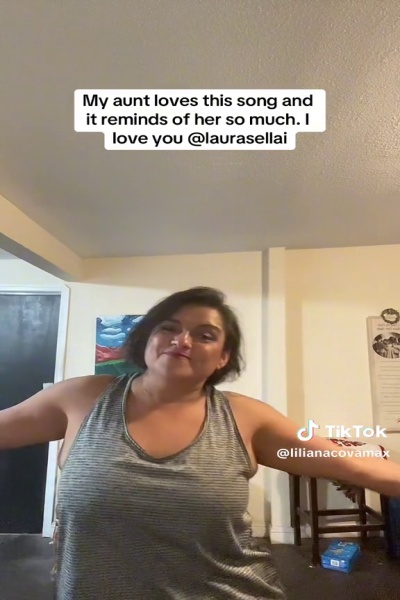 My aunt loves this song and
it reminds of her so much. I
love you @laurasellai
TikTok
@lilianacovamax